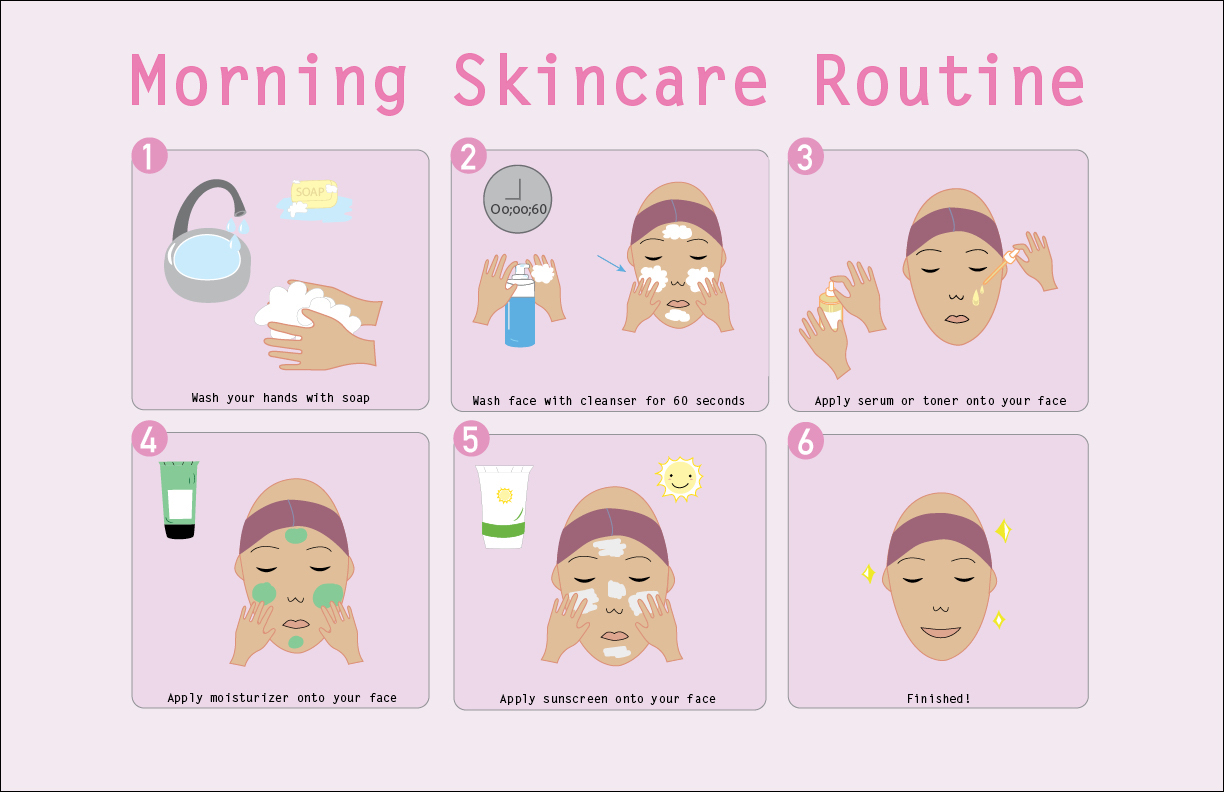 Morning Skincare Routine
1
SOAP
Wash your hands with soap
2
Oo;oo;60
Wash face with cleanser for 60 seconds
3
Apply serum or toner onto your face
4
Apply moisturizer onto your face
5
Apply sunscreen onto your face
6
Finished!